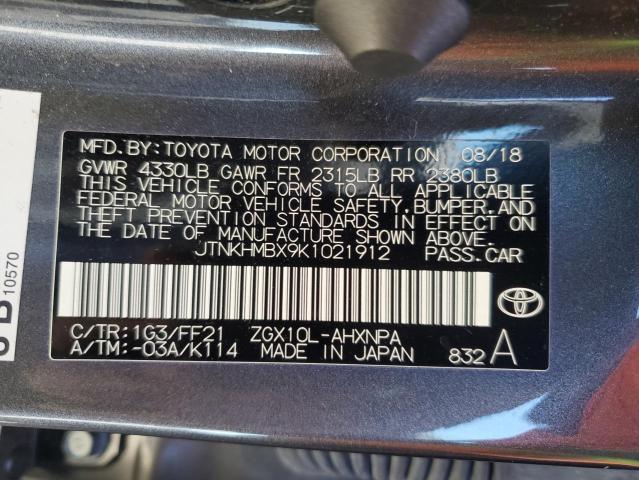 MFD.BY:TOYOTA MOTOR CORPORATION 08/18
GVWR 4330LB GAWR FR 2315LB RR 2380LB
THIS VEHICLE CONFORMS TO ALL APPLICABLE
FEDERAL MOTOR VEHICLE SAFETY, BUMPER, AND
THEFT PREVENTION STANDARDS IN EFFECT ON
THE DATE OF MANUFACTURE SHOWN ABOVE.
JTNKHMBX9K1021912 PASS.CAR
C/TR:1G3/FF21 ZGX10L-AHXNPA
A/TM:-03A/K114 MADE IN JAPAN 832 A
10570